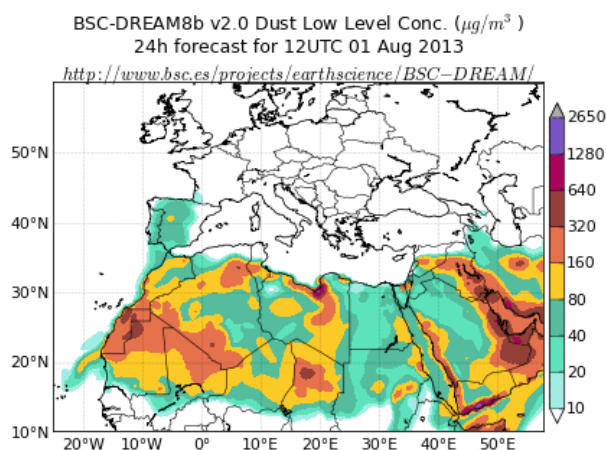 BSC-DREAM8b v2.0 Dust Low Level Conc. (μg/m³ )
24h forecast for 12UTC 01 Aug 2013
http://www.bsc.es/projects/earthscience/BSC−DREAM/
2650
1280
640
320
160
80
40
20
10
50°N
40°N
30°N
20°N
10°N
20°W 10°W 0° 10°E 20°E 30°E 40°E 50°E